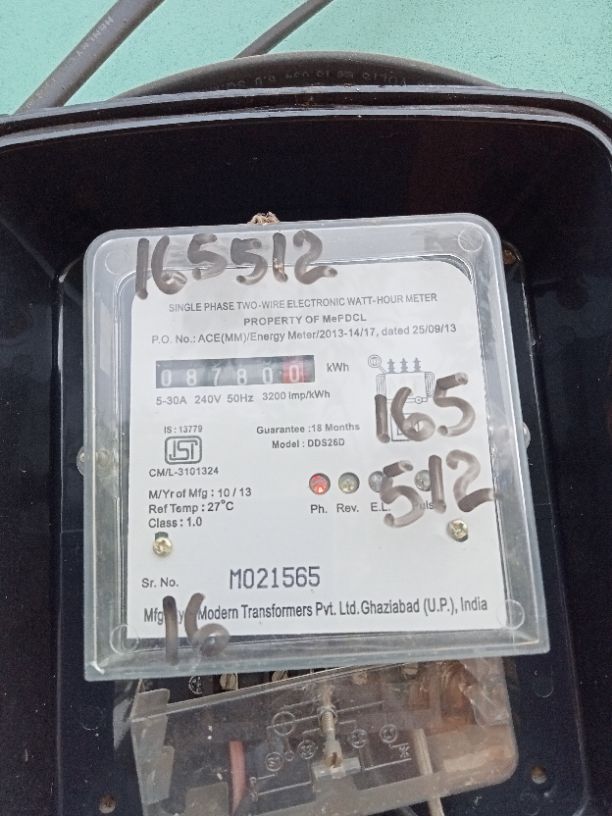 165512
SINGLE PHASE TWO-WIRE ELECTRONIC WATT-HOUR METER
PROPERTY OF MePDCL
P.O. No.: ACE(MM)/Energy Meter/2013-14/17, dated 25/09/13
087800 kWh
5-30A 240V 50Hz 3200 imp/kWh
165
IS : 13779
Guarantee :18 Months
ISI
Model : DDS26D
CM/L-3101324
512
M/Yr of Mfg : 10 / 13
Ref Temp : 27°C
Class : 1.0
Ph. Rev. E.L.
Sr. No. M021565
Modern Transformers Pvt. Ltd. Ghaziabad (U.P.), India
16